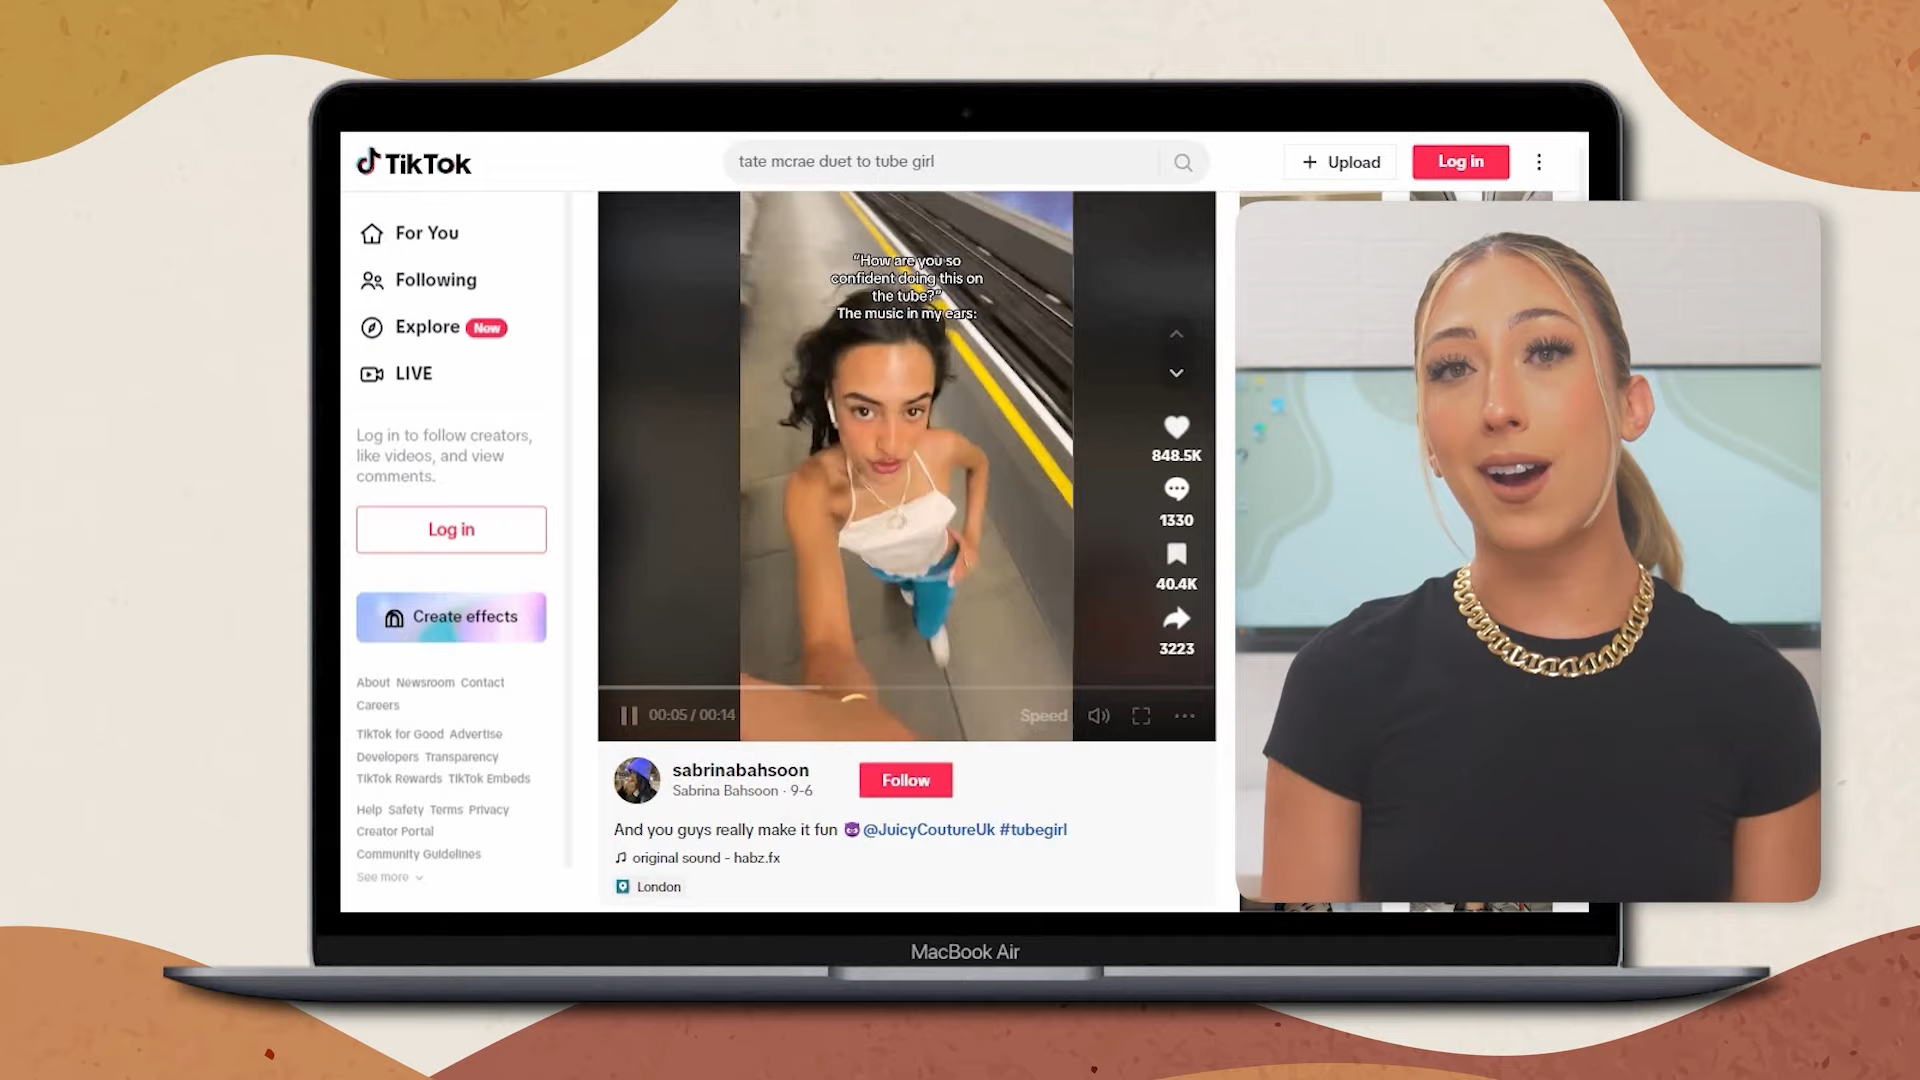 TikTok
tate mcrae duet to tube girl
+ Upload
Log in
For You
Following
Explore Now
LIVE
Log in to follow creators,
like videos, and view
comments.
Log in
Create effects
About Newsroom Contact
Careers
TikTok for Good Advertise
Developers Transparency
TikTok Rewards TikTok Embeds
Help Safety Terms Privacy
Creator Portal
Community Guidelines
See more
"How are you so
confident doing this on
the tube?"
The music in my ears:
848.5K
1330
40.4K
3223
00:05 / 00:14
Speed
sabrinabahsoon
Sabrina Bahsoon · 9-6
Follow
And you guys really make it fun 😈 @JuicyCoutureUk #tubegirl
original sound - habz.fx
London
MacBook Air